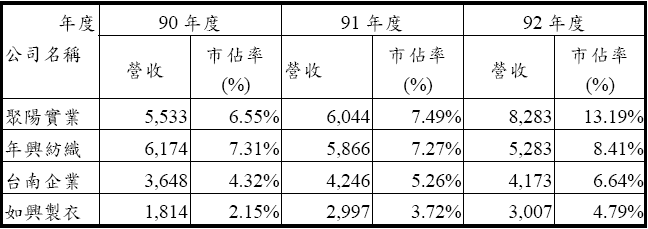 年度 90 年度 91 年度 92 年度
公司名稱 營收 市佔率 營收 市佔率 營收 市佔率
(%) (%) (%)
聚陽實業 5,533 6.55% 6,044 7.49% 8,283 13.19%
年興紡織 6,174 7.31% 5,866 7.27% 5,283 8.41%
台南企業 3,648 4.32% 4,246 5.26% 4,173 6.64%
如興製衣 1,814 2.15% 2,997 3.72% 3,007 4.79%